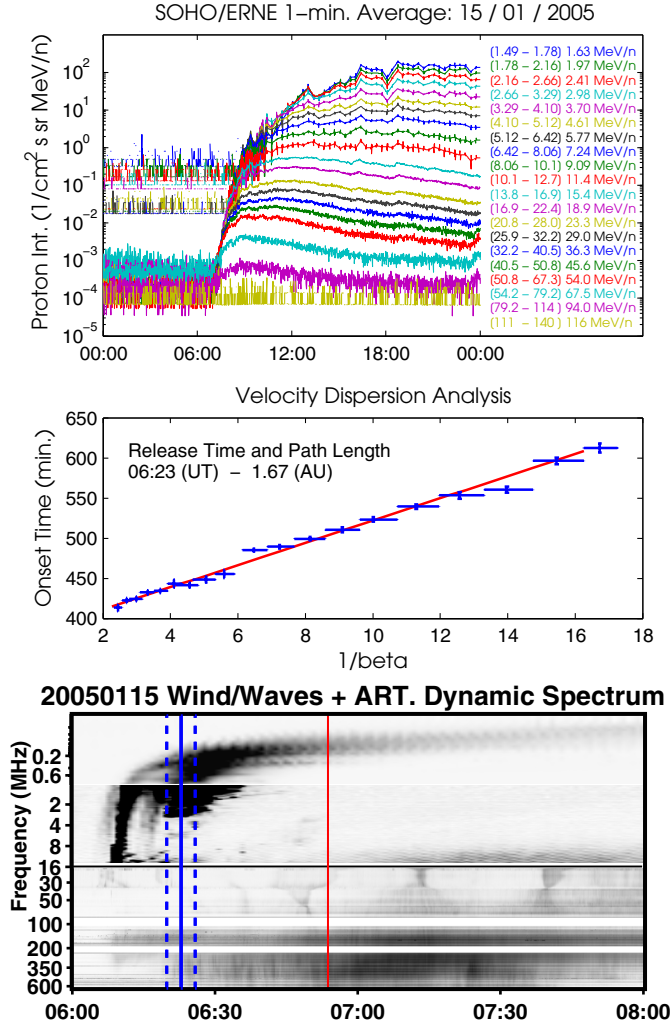 SOHO/ERNE 1-min. Average: 15 / 01 / 2005
Proton Int. (1/cm² s sr MeV/n)
10²
10¹
10⁰
10⁻¹
10⁻²
10⁻³
10⁻⁴
10⁻⁵
00:00 06:00 12:00 18:00 00:00
(1.49 – 1.78) 1.63 MeV/n
(1.78 – 2.16) 1.97 MeV/n
(2.16 – 2.66) 2.41 MeV/n
(2.66 – 3.29) 2.98 MeV/n
(3.29 – 4.10) 3.70 MeV/n
(4.10 – 5.12) 4.61 MeV/n
(5.12 – 6.42) 5.77 MeV/n
(6.42 – 8.06) 7.24 MeV/n
(8.06 – 10.1) 9.09 MeV/n
(10.1 – 12.7) 11.4 MeV/n
(13.8 – 16.9) 15.4 MeV/n
(16.9 – 22.4) 18.9 MeV/n
(20.8 – 28.0) 23.3 MeV/n
(25.9 – 32.2) 29.0 MeV/n
(32.2 – 40.5) 36.3 MeV/n
(40.5 – 50.8) 45.6 MeV/n
(50.8 – 67.3) 54.0 MeV/n
(54.2 – 79.2) 67.5 MeV/n
(79.2 – 114 ) 94.0 MeV/n
(111 – 140 ) 116 MeV/n
Velocity Dispersion Analysis
Onset Time (min.)
650
600
550
500
450
400
Release Time and Path Length
06:23 (UT) – 1.67 (AU)
2 4 6 8 10 12 14 16 18
1/beta
20050115 Wind/Waves + ART. Dynamic Spectrum
Frequency (MHz)
0.2
0.6
2
4
8
16
30
50
100
200
350
600
06:00 06:30 07:00 07:30 08:00